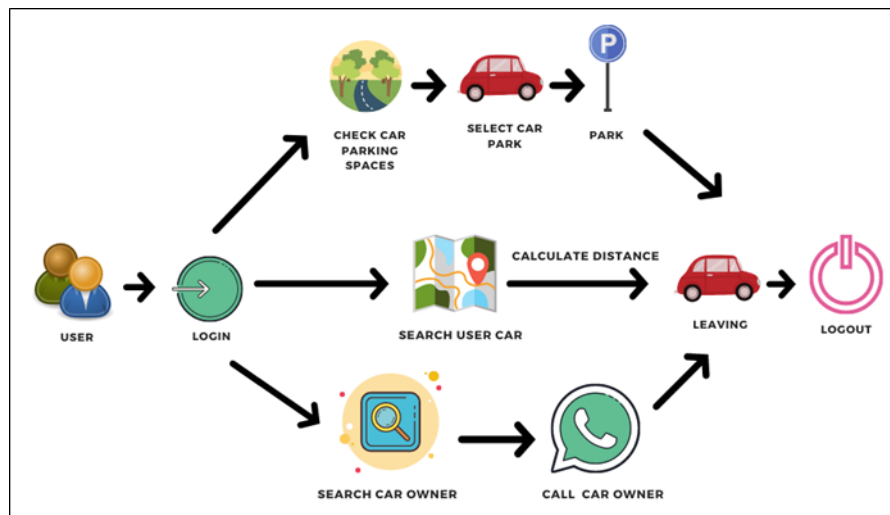 P
CHECK CAR
PARKING
SPACES
SELECT CAR
PARK
PARK
CALCULATE DISTANCE
USER
LOGIN
SEARCH USER CAR
LEAVING
LOGOUT
SEARCH CAR OWNER
CALL CAR OWNER